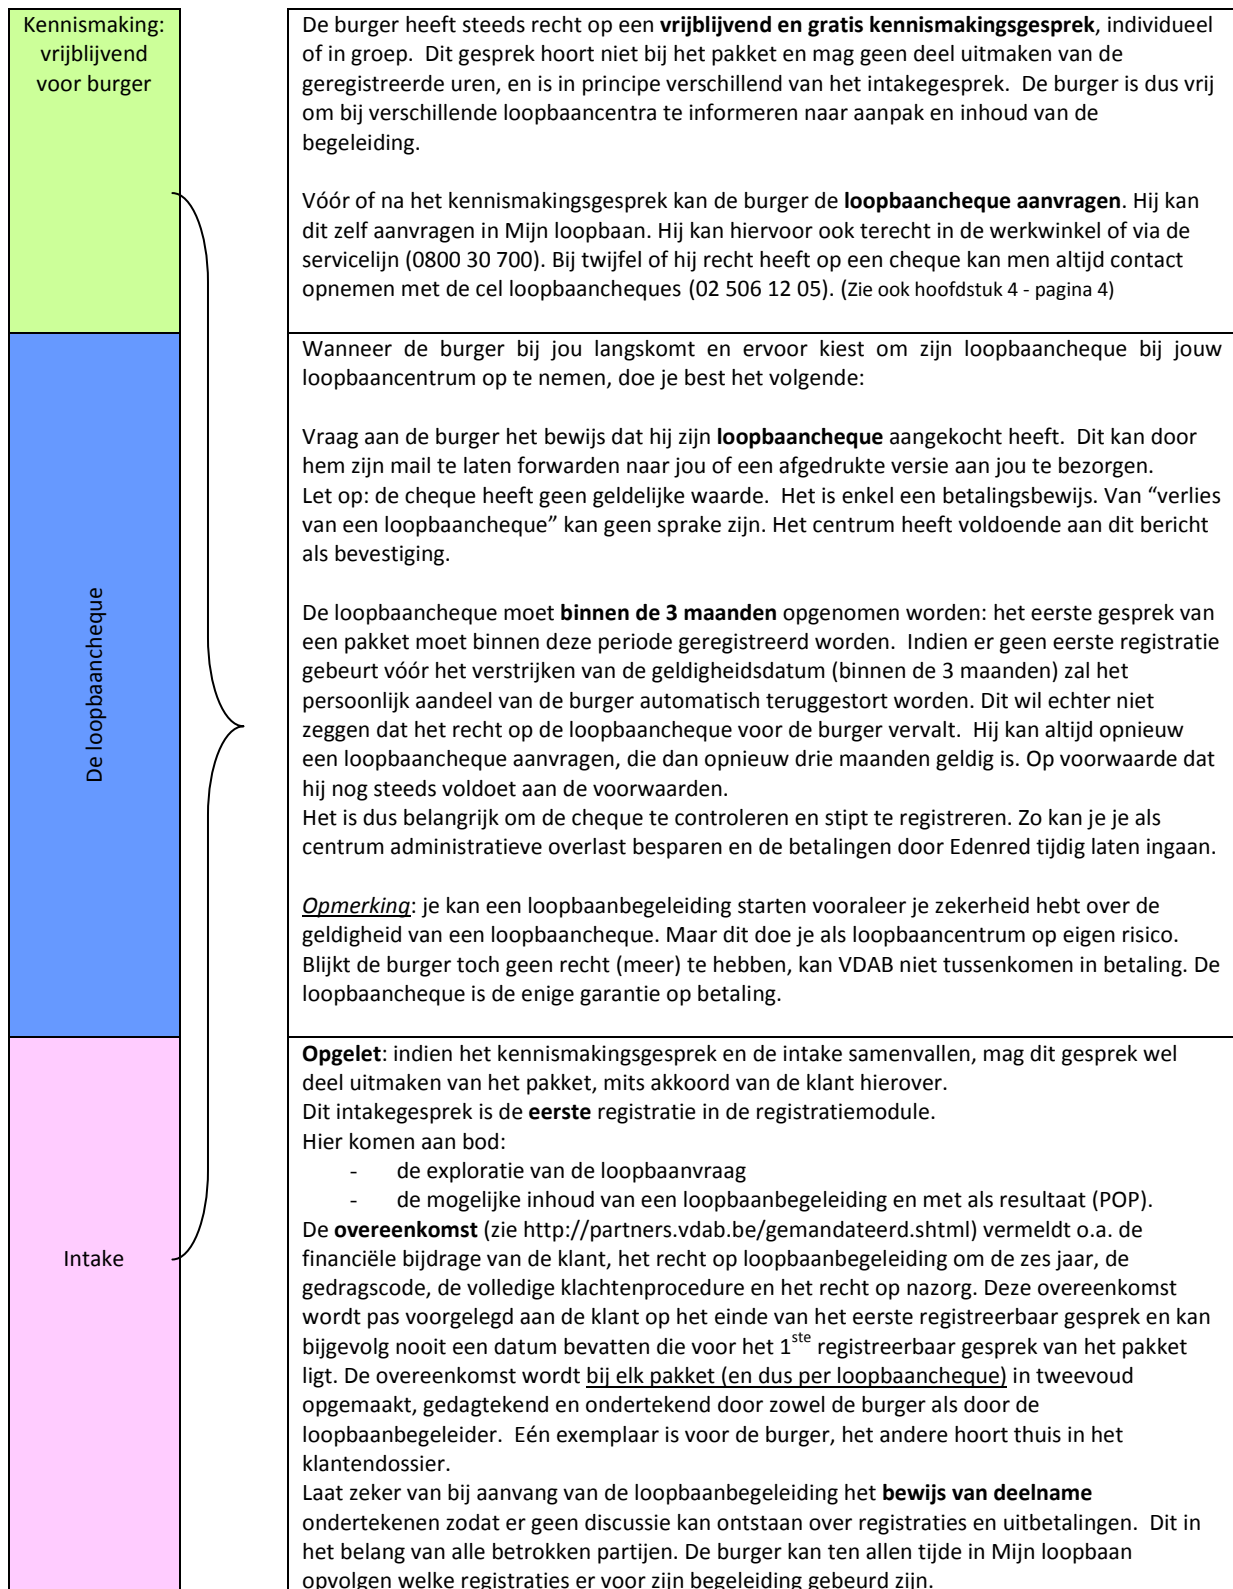 Kennismaking:
vrijblijvend
voor burger
De burger heeft steeds recht op een vrijblijvend en gratis kennismakingsgesprek, individueel
of in groep. Dit gesprek hoort niet bij het pakket en mag geen deel uitmaken van de
geregistreerde uren, en is in principe verschillend van het intakegesprek. De burger is dus vrij
om bij verschillende loopbaancentra te informeren naar aanpak en inhoud van de
begeleiding.
Vóór of na het kennismakingsgesprek kan de burger de loopbaancheque aanvragen. Hij kan
dit zelf aanvragen in Mijn loopbaan. Hij kan hiervoor ook terecht in de werkwinkel of via de
servicelijn (0800 30 700). Bij twijfel of hij recht heeft op een cheque kan men altijd contact
opnemen met de cel loopbaancheques (02 506 12 05). (Zie ook hoofdstuk 4 - pagina 4)
De loopbaancheque
Wanneer de burger bij jou langskomt en ervoor kiest om zijn loopbaancheque bij jouw
loopbaancentrum op te nemen, doe je best het volgende:
Vraag aan de burger het bewijs dat hij zijn loopbaancheque aangekocht heeft. Dit kan door
hem zijn mail te laten forwarden naar jou of een afgedrukte versie aan jou te bezorgen.
Let op: de cheque heeft geen geldelijke waarde. Het is enkel een betalingsbewijs. Van “verlies
van een loopbaancheque” kan geen sprake zijn. Het centrum heeft voldoende aan dit bericht
als bevestiging.
De loopbaancheque moet binnen de 3 maanden opgenomen worden: het eerste gesprek van
een pakket moet binnen deze periode geregistreerd worden. Indien er geen eerste registratie
gebeurt vóór het verstrijken van de geldigheidsdatum (binnen de 3 maanden) zal het
persoonlijk aandeel van de burger automatisch teruggestort worden. Dit wil echter niet
zeggen dat het recht op de loopbaancheque voor de burger vervalt. Hij kan altijd opnieuw
een loopbaancheque aanvragen, die dan opnieuw drie maanden geldig is. Op voorwaarde dat
hij nog steeds voldoet aan de voorwaarden.
Het is dus belangrijk om de cheque te controleren en stipt te registreren. Zo kan je je als
centrum administratieve overlast besparen en de betalingen door Edenred tijdig laten ingaan.
Opmerking: je kan een loopbaanbegeleiding starten vooraleer je zekerheid hebt over de
geldigheid van een loopbaancheque. Maar dit doe je als loopbaancentrum op eigen risico.
Blijkt de burger toch geen recht (meer) te hebben, kan VDAB niet tussenkomen in betaling. De
loopbaancheque is de enige garantie op betaling.
Intake
Opgelet: indien het kennismakingsgesprek en de intake samenvallen, mag dit gesprek wel
deel uitmaken van het pakket, mits akkoord van de klant hierover.
Dit intakegesprek is de eerste registratie in de registratiemodule.
Hier komen aan bod:
- de exploratie van de loopbaanvraag
- de mogelijke inhoud van een loopbaanbegeleiding en met als resultaat (POP).
De overeenkomst (zie http://partners.vdab.be/gemandateerd.shtml) vermeldt o.a. de
financiële bijdrage van de klant, het recht op loopbaanbegeleiding om de zes jaar, de
gedragscode, de volledige klachtenprocedure en het recht op nazorg. Deze overeenkomst
wordt pas voorgelegd aan de klant op het einde van het eerste registreerbaar gesprek en kan
bijgevolg nooit een datum bevatten die voor het 1ste registreerbaar gesprek van het pakket
ligt. De overeenkomst wordt bij elk pakket (en dus per loopbaancheque) in tweevoud
opgemaakt, gedagtekend en ondertekend door zowel de burger als door de
loopbaanbegeleider. Eén exemplaar is voor de burger, het andere hoort thuis in het
klantendossier.
Laat zeker van bij aanvang van de loopbaanbegeleiding het bewijs van deelname
ondertekenen zodat er geen discussie kan ontstaan over registraties en uitbetalingen. Dit in
het belang van alle betrokken partijen. De burger kan ten allen tijde in Mijn loopbaan
opvolgen welke registraties er voor zijn begeleiding gebeurd zijn.